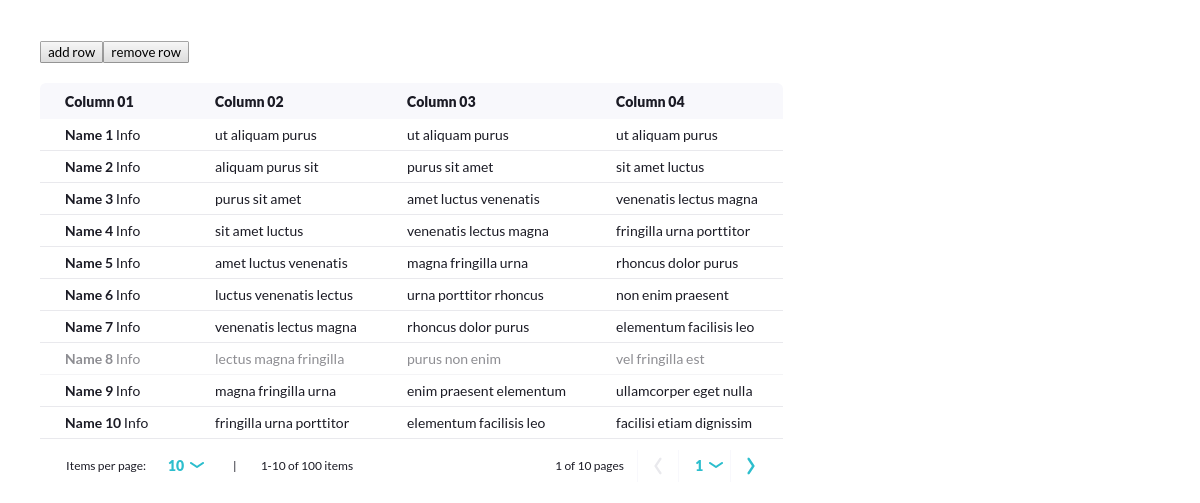 add row remove row
Column 01 Column 02 Column 03 Column 04
Name 1 Info ut aliquam purus ut aliquam purus ut aliquam purus
Name 2 Info aliquam purus sit purus sit amet sit amet luctus
Name 3 Info purus sit amet amet luctus venenatis venenatis lectus magna
Name 4 Info sit amet luctus venenatis lectus magna fringilla urna porttitor
Name 5 Info amet luctus venenatis magna fringilla urna rhoncus dolor purus
Name 6 Info luctus venenatis lectus urna porttitor rhoncus non enim praesent
Name 7 Info venenatis lectus magna rhoncus dolor purus elementum facilisis leo
Name 8 Info lectus magna fringilla purus non enim vel fringilla est
Name 9 Info magna fringilla urna enim praesent elementum ullamcorper eget nulla
Name 10 Info fringilla urna porttitor elementum facilisis leo facilisi etiam dignissim
Items per page: 10 | 1-10 of 100 items 1 of 10 pages 1